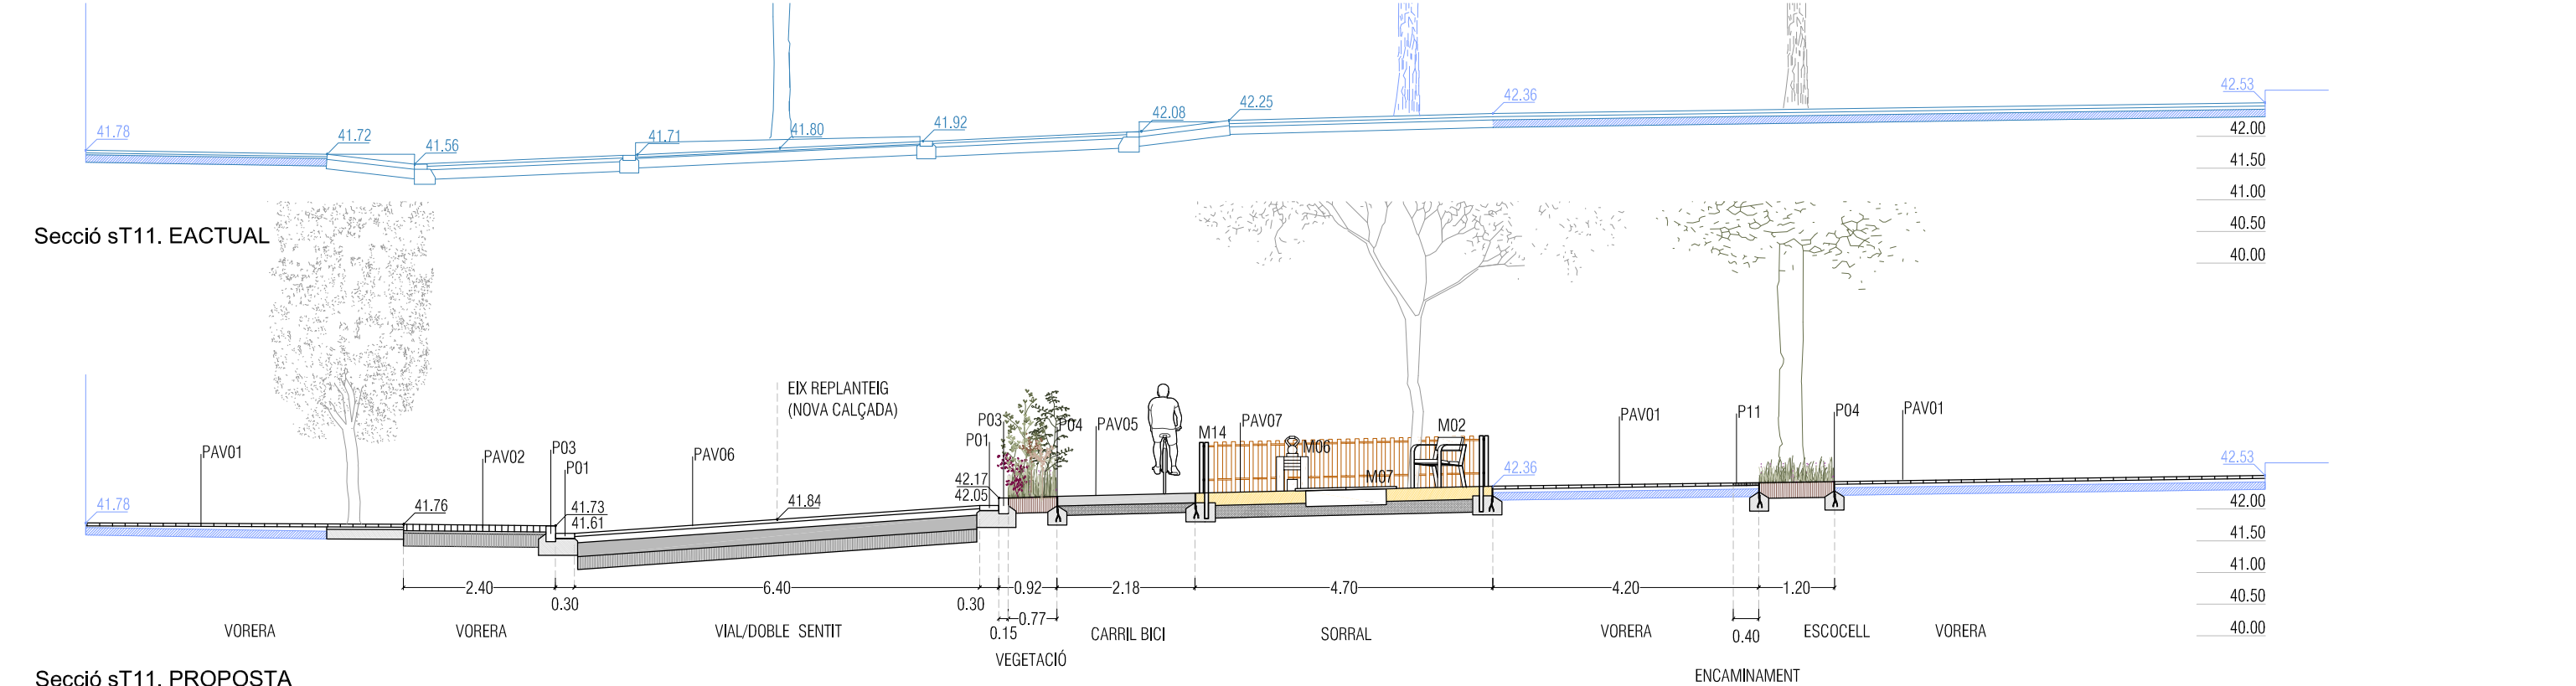 42.53
42.36
42.25
42.08
41.92
41.80
41.71
41.56
41.72
41.78
42.00
41.50
41.00
40.50
40.00
Secció sT11. EACTUAL
EIX REPLANTEIG
(NOVA CALÇADA)
PAV01
PAV02
P03
P01
PAV06
P03
P01
P04
PAV05
M14
PAV07
M06
M07
M02
PAV01
P11
P04
PAV01
41.78
41.76
41.73
41.61
41.84
42.17
42.05
42.36
42.53
42.00
41.50
41.00
40.50
40.00
2.40
0.30
6.40
0.30
0.92
2.18
4.70
4.20
1.20
0.15
0.77
0.40
VORERA
VORERA
VIAL/DOBLE SENTIT
VEGETACIÓ
CARRIL BICI
SORRAL
VORERA
ENCAMINAMENT
ESCOCELL
VORERA
Secció sT11. PROPOSTA